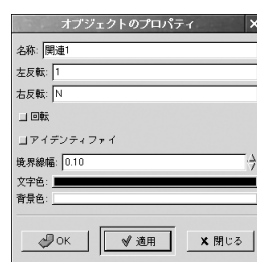 オブジェクトのプロパティ
名称: 関連1
左反転: 1
右反転: N
回転
アイデンティファイ
境界線幅: 0.10
文字色:
背景色:
OK 適用 閉じる